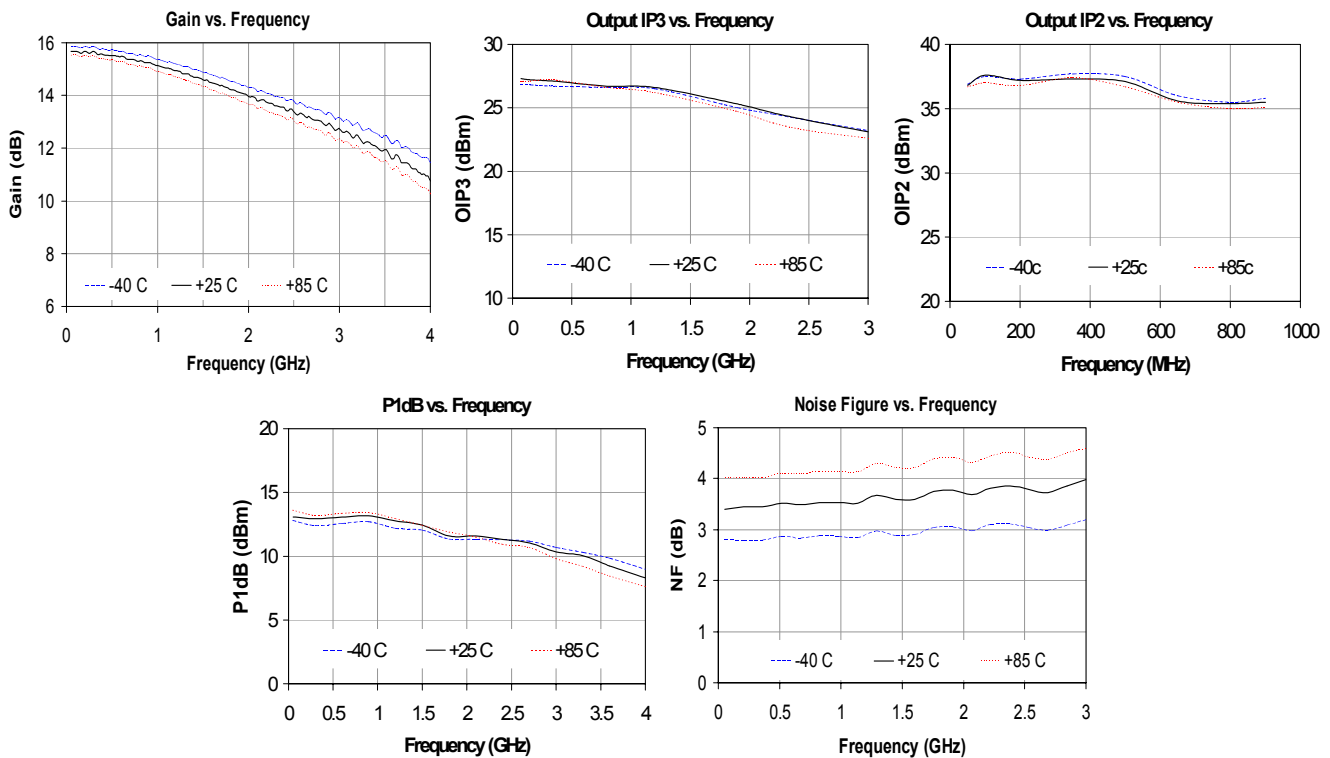 Gain vs. Frequency
16
14
12
10
8
6
Gain (dB)
-40 C +25 C +85 C
0 1 2 3 4
Frequency (GHz)
Output IP3 vs. Frequency
30
25
20
15
10
OIP3 (dBm)
-40 C +25 C +85 C
0 0.5 1 1.5 2 2.5 3
Frequency (GHz)
Output IP2 vs. Frequency
40
35
30
25
20
OIP2 (dBm)
-40c +25c +85c
0 200 400 600 800 1000
Frequency (MHz)
P1dB vs. Frequency
20
15
10
5
0
P1dB (dBm)
-40 C +25 C +85 C
0 0.5 1 1.5 2 2.5 3 3.5 4
Frequency (GHz)
Noise Figure vs. Frequency
5
4
3
2
1
0
NF (dB)
-40 C +25 C +85 C
0 0.5 1 1.5 2 2.5 3
Frequency (GHz)